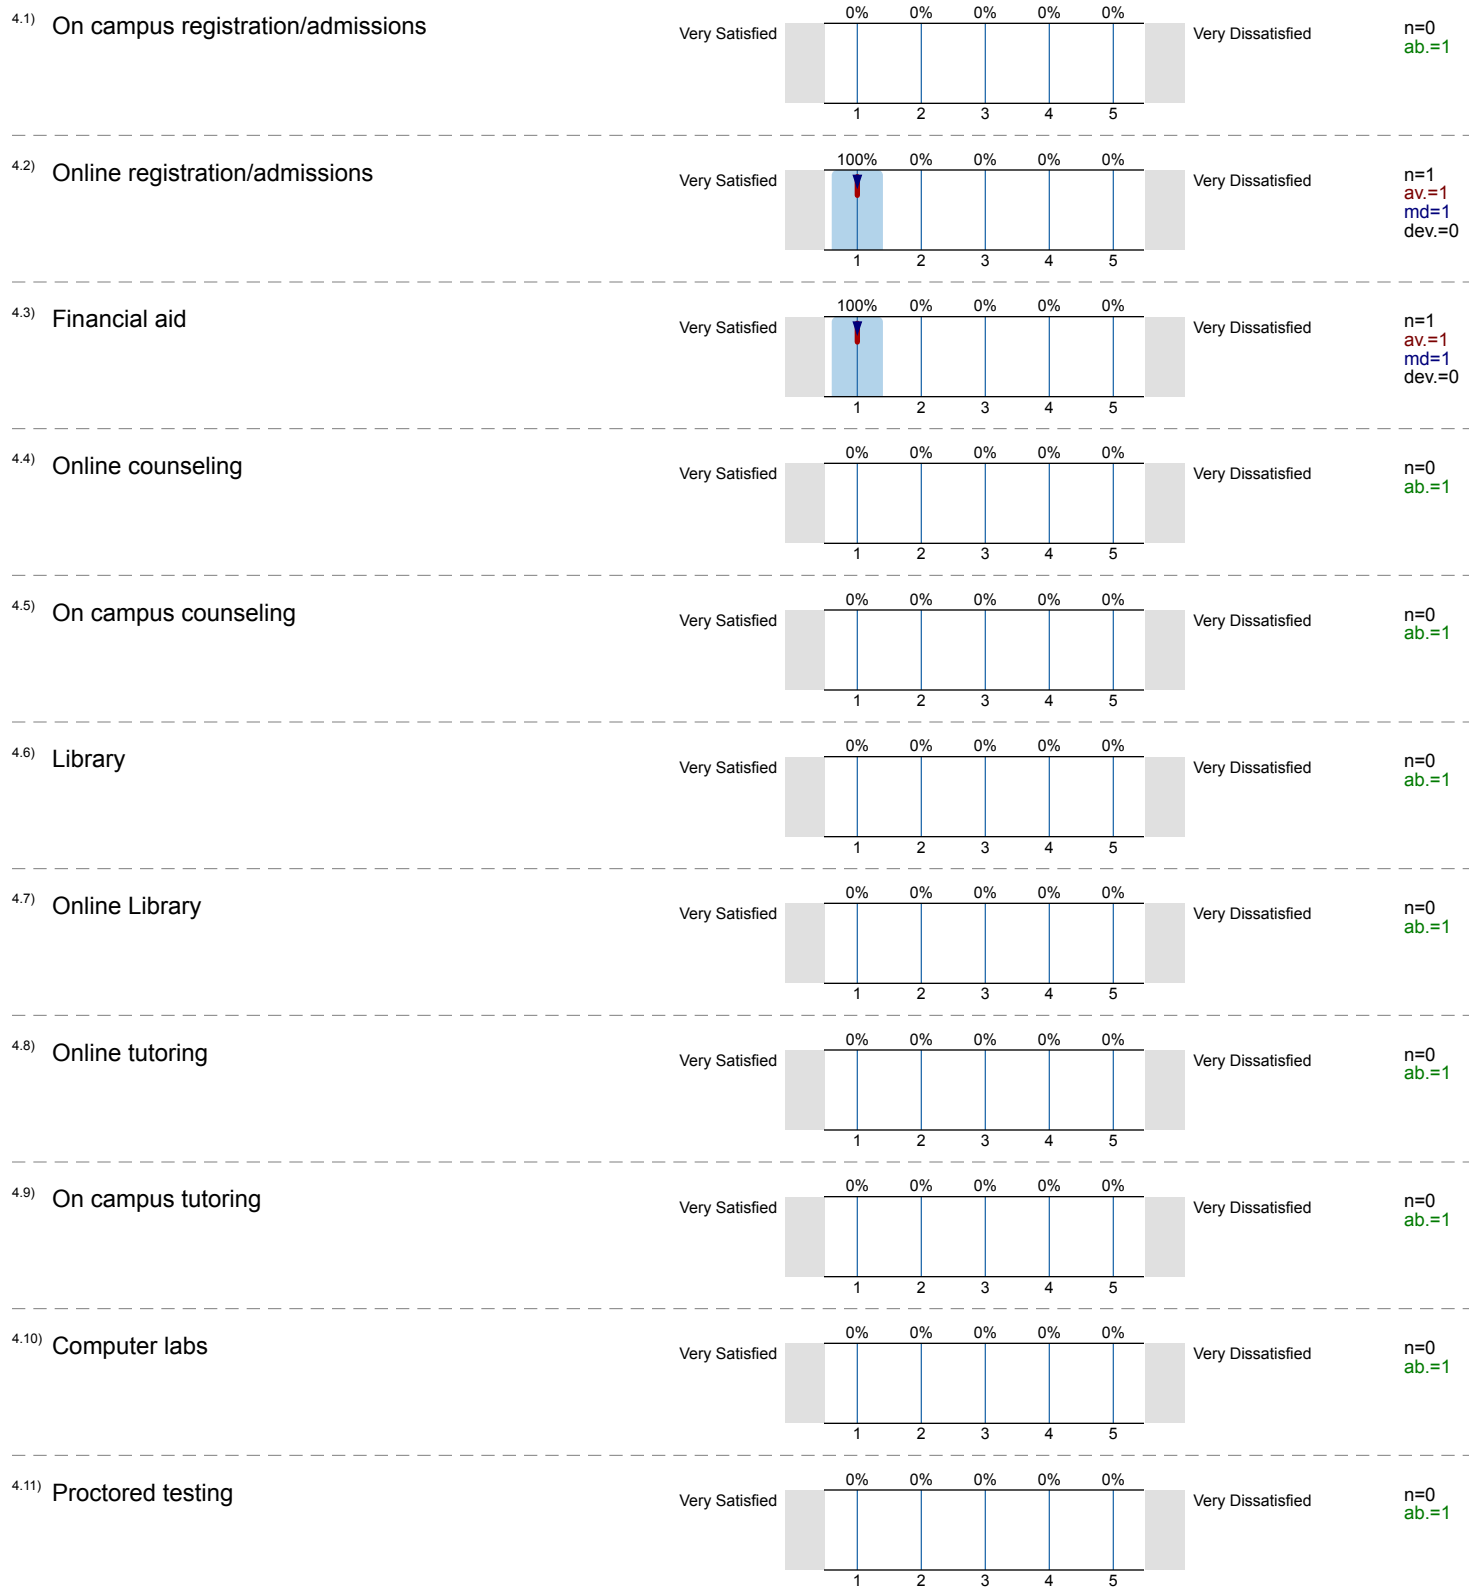 4.1) On campus registration/admissions
0% 0% 0% 0% 0%
Very Satisfied Very Dissatisfied n=0
ab.=1
1 2 3 4 5
4.2) Online registration/admissions
100% 0% 0% 0% 0%
Very Satisfied Very Dissatisfied n=1
av.=1
md=1
dev.=0
1 2 3 4 5
4.3) Financial aid
100% 0% 0% 0% 0%
Very Satisfied Very Dissatisfied n=1
av.=1
md=1
dev.=0
1 2 3 4 5
4.4) Online counseling
0% 0% 0% 0% 0%
Very Satisfied Very Dissatisfied n=0
ab.=1
1 2 3 4 5
4.5) On campus counseling
0% 0% 0% 0% 0%
Very Satisfied Very Dissatisfied n=0
ab.=1
1 2 3 4 5
4.6) Library
0% 0% 0% 0% 0%
Very Satisfied Very Dissatisfied n=0
ab.=1
1 2 3 4 5
4.7) Online Library
0% 0% 0% 0% 0%
Very Satisfied Very Dissatisfied n=0
ab.=1
1 2 3 4 5
4.8) Online tutoring
0% 0% 0% 0% 0%
Very Satisfied Very Dissatisfied n=0
ab.=1
1 2 3 4 5
4.9) On campus tutoring
0% 0% 0% 0% 0%
Very Satisfied Very Dissatisfied n=0
ab.=1
1 2 3 4 5
4.10) Computer labs
0% 0% 0% 0% 0%
Very Satisfied Very Dissatisfied n=0
ab.=1
1 2 3 4 5
4.11) Proctored testing
0% 0% 0% 0% 0%
Very Satisfied Very Dissatisfied n=0
ab.=1
1 2 3 4 5